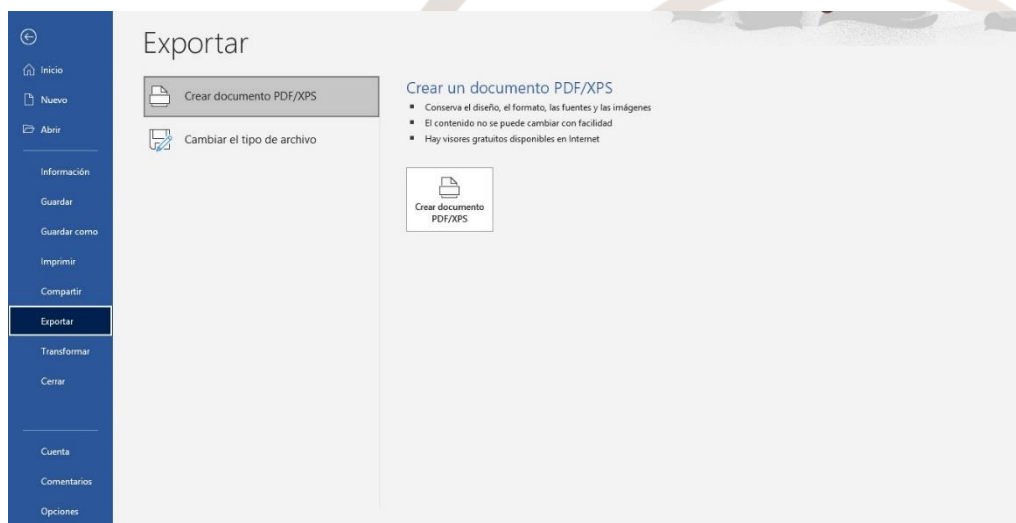 Inicio
Nuevo
Abrir
Información
Guardar
Guardar como
Imprimir
Compartir
Exportar
Transformar
Cerrar
Cuenta
Comentarios
Opciones
Exportar
Crear documento PDF/XPS
Cambiar el tipo de archivo
Crear un documento PDF/XPS
Conserva el diseño, el formato, las fuentes y las imágenes
El contenido no se puede cambiar con facilidad
Hay visores gratuitos disponibles en Internet
Crear documento
PDF/XPS